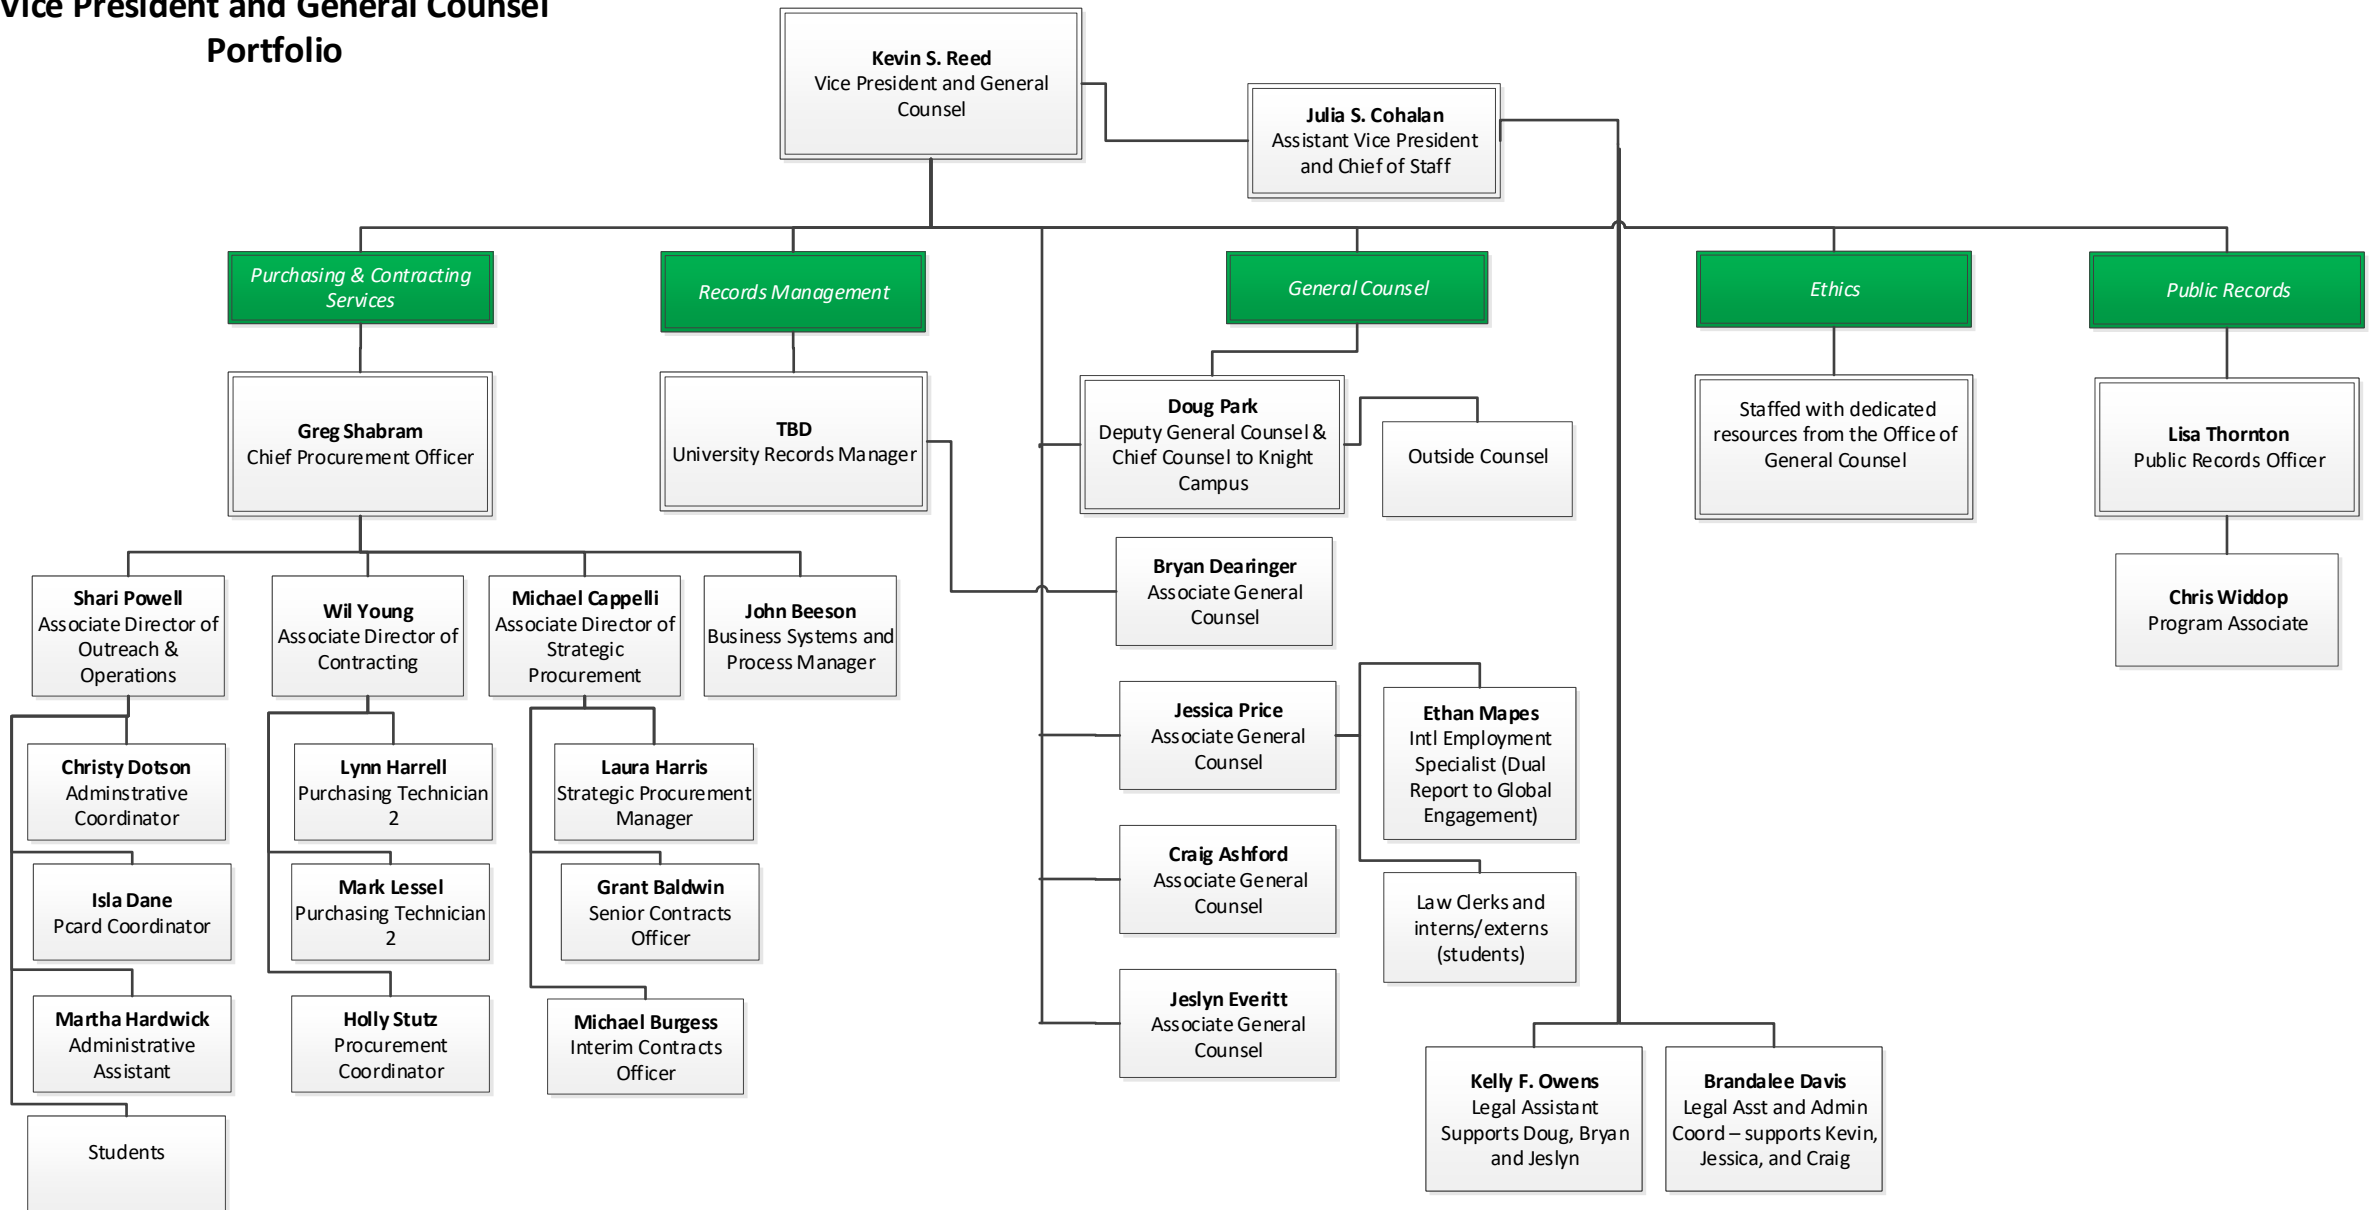 Vice President and General Counsel
Portfolio
Kevin S. Reed
Vice President and General
Counsel
Julia S. Cohalan
Assistant Vice President
and Chief of Staff
Purchasing & Contracting
Services
Records Management
General Counsel
Ethics
Public Records
Greg Shabram
Chief Procurement Officer
TBD
University Records Manager
Doug Park
Deputy General Counsel &
Chief Counsel to Knight
Campus
Outside Counsel
Staffed with dedicated
resources from the Office of
General Counsel
Lisa Thornton
Public Records Officer
Shari Powell
Associate Director of
Outreach &
Operations
Wil Young
Associate Director of
Contracting
Michael Cappelli
Associate Director of
Strategic
Procurement
John Beeson
Business Systems and
Process Manager
Bryan Dearinger
Associate General
Counsel
Chris Widdop
Program Associate
Christy Dotson
Adminstrative
Coordinator
Lynn Harrell
Purchasing Technician
2
Laura Harris
Strategic Procurement
Manager
Jessica Price
Associate General
Counsel
Ethan Mapes
Intl Employment
Specialist (Dual
Report to Global
Engagement)
Isla Dane
Pcard Coordinator
Mark Lessel
Purchasing Technician
2
Grant Baldwin
Senior Contracts
Officer
Craig Ashford
Associate General
Counsel
Law Clerks and
interns/externs
(students)
Martha Hardwick
Administrative
Assistant
Holly Stutz
Procurement
Coordinator
Michael Burgess
Interim Contracts
Officer
Jeslyn Everitt
Associate General
Counsel
Students
Kelly F. Owens
Legal Assistant
Supports Doug, Bryan
and Jeslyn
Brandalee Davis
Legal Asst and Admin
Coord – supports Kevin,
Jessica, and Craig